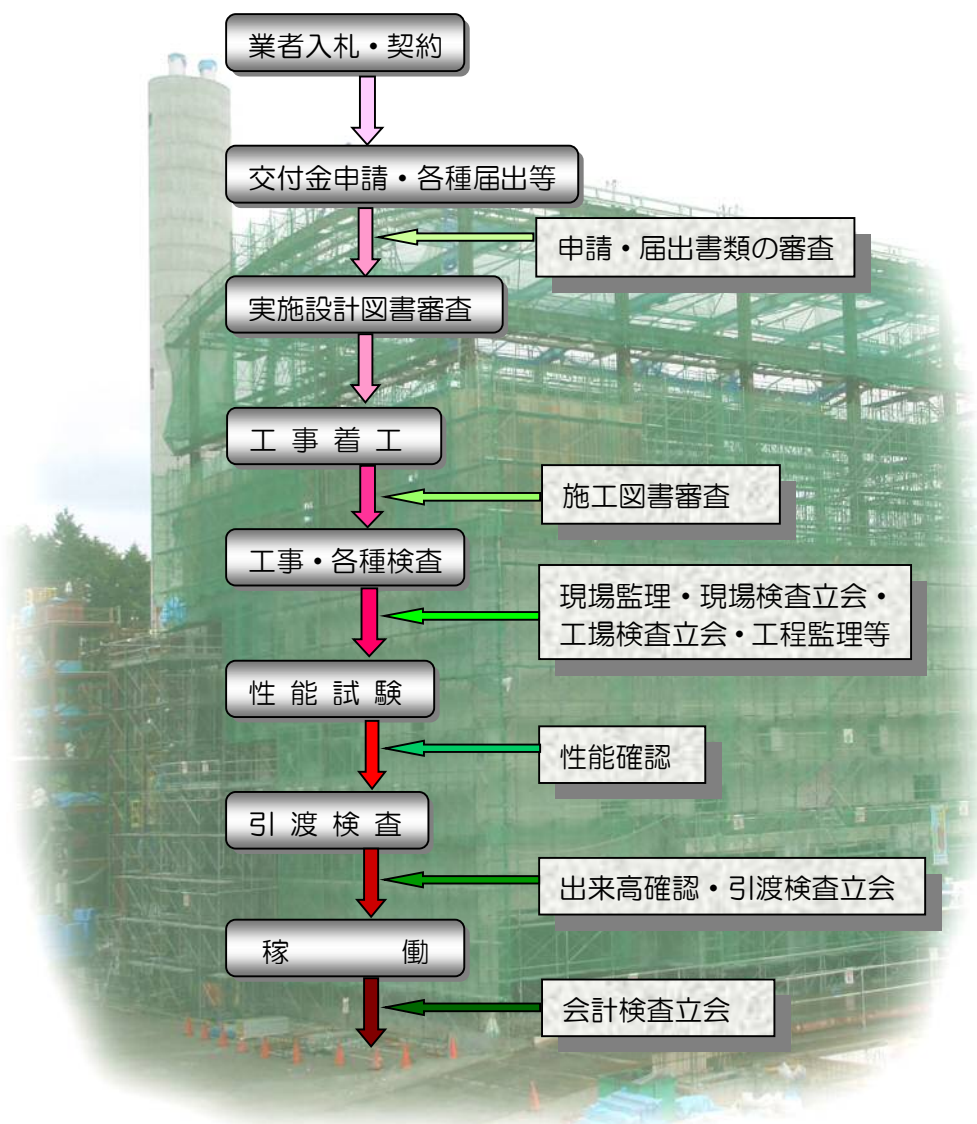 業者入札・契約
交付金申請・各種届出等
申請・届出書類の審査
実施設計図書審査
工事着工
施工図書審査
工事・各種検査
現場監理・現場検査立会・
工場検査立会・工程監理等
性能試験
性能確認
引渡検査
出来高確認・引渡検査立会
稼働
会計検査立会